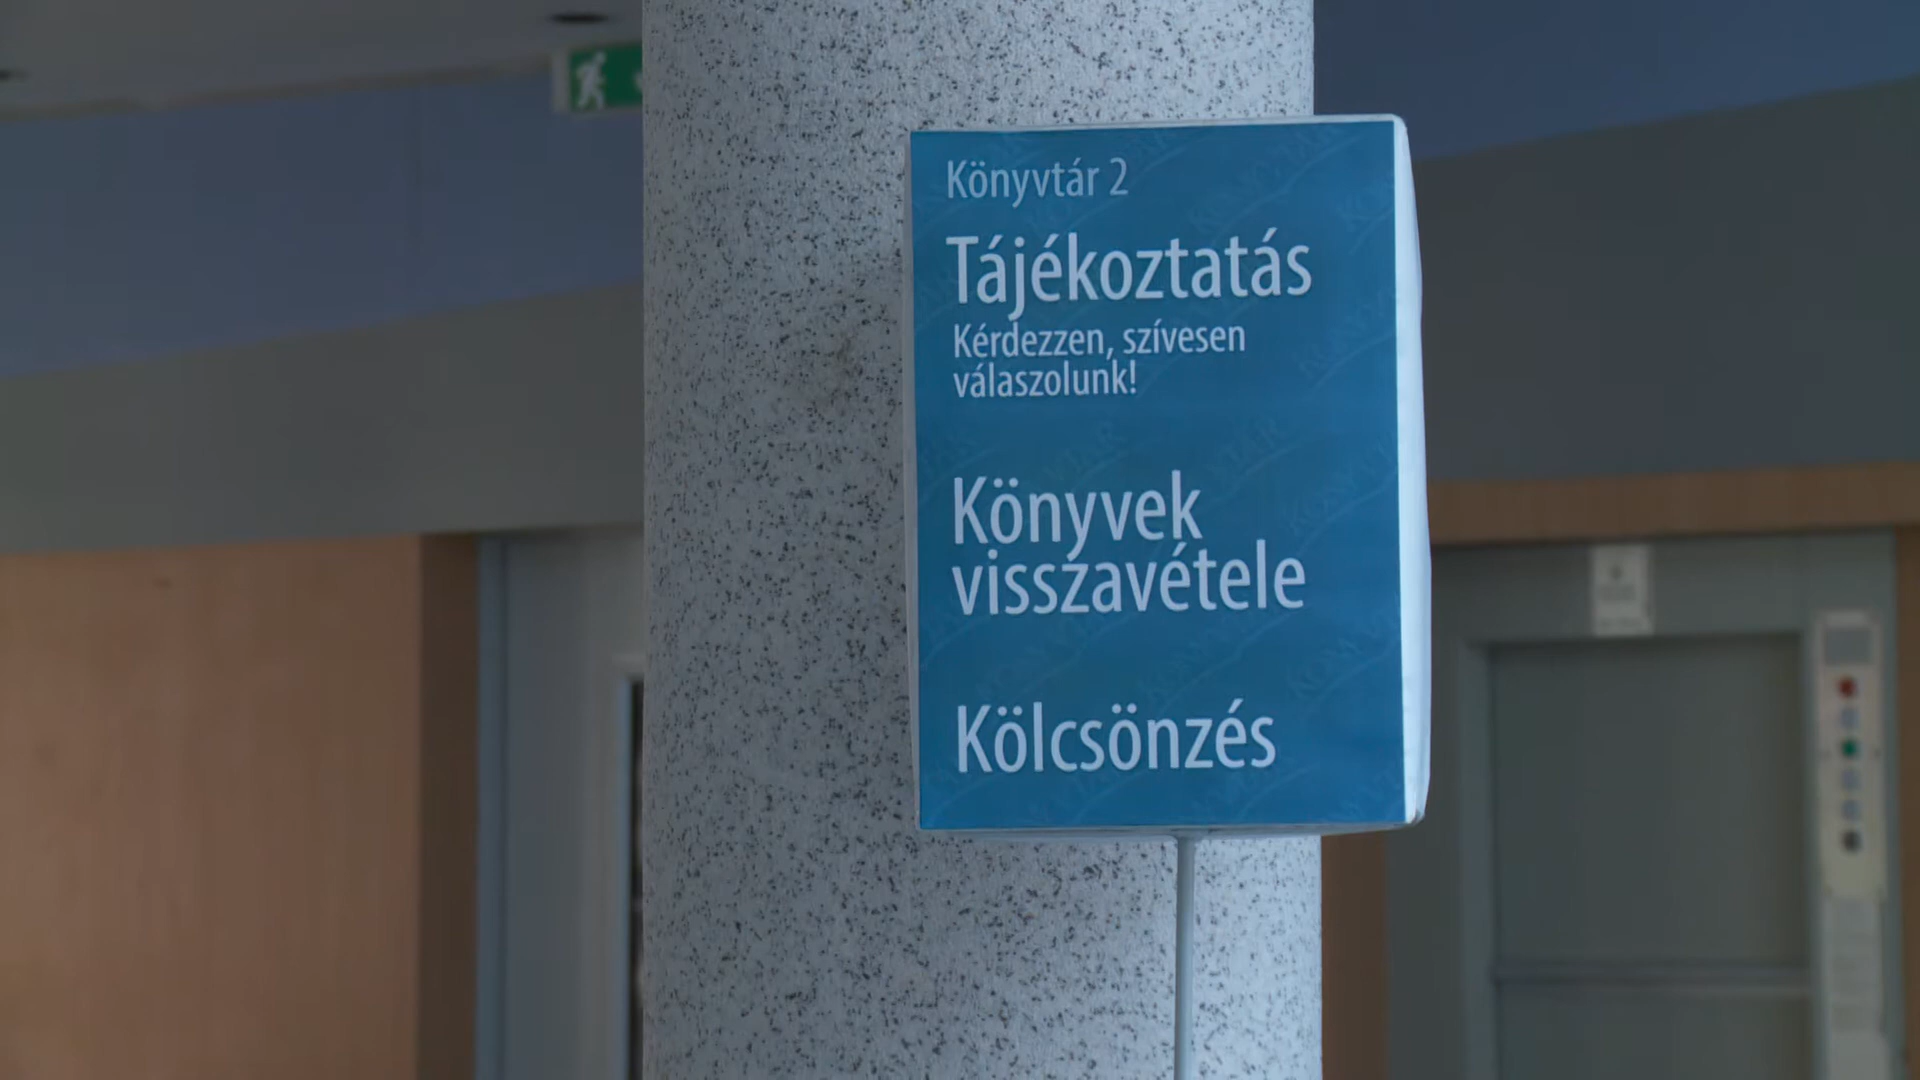 Könyvtár 2
Tájékoztatás
Kérdezzen, szívesen
válaszolunk!
Könyvek
visszavétele
Kölcsönzés